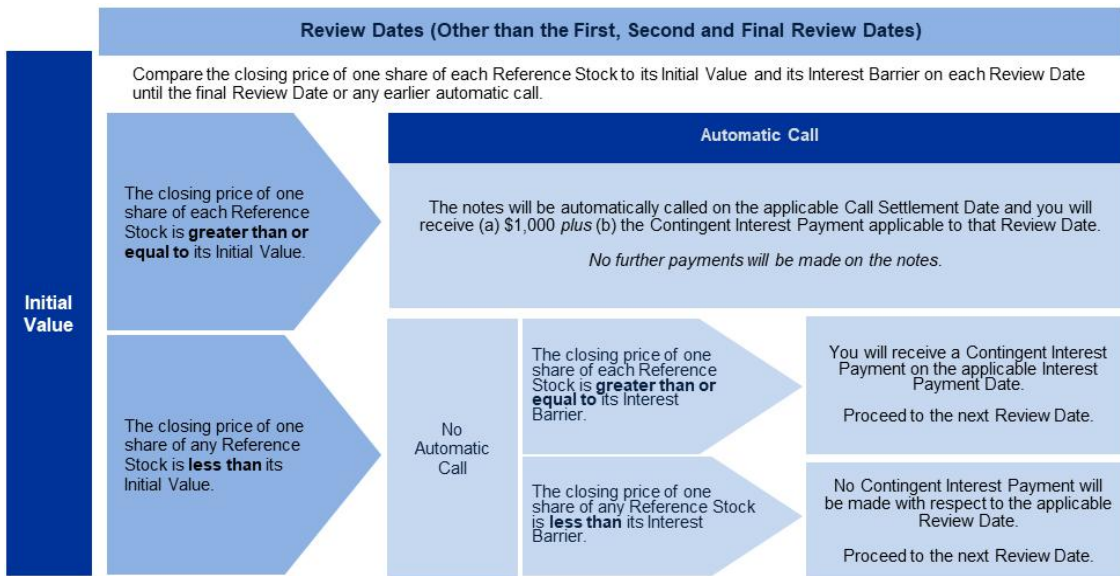 Review Dates (Other than the First, Second and Final Review Dates)
Compare the closing price of one share of each Reference Stock to its Initial Value and its Interest Barrier on each Review Date
until the final Review Date or any earlier automatic call.
Initial
Value
The closing price of one
share of each Reference
Stock is greater than or
equal to its Initial Value.
Automatic Call
The notes will be automatically called on the applicable Call Settlement Date and you will
receive (a) $1,000 plus (b) the Contingent Interest Payment applicable to that Review Date.
No further payments will be made on the notes.
The closing price of one
share of any Reference
Stock is less than its
Initial Value.
No
Automatic
Call
The closing price of one
share of each Reference
Stock is greater than or
equal to its Interest
Barrier.
You will receive a Contingent Interest
Payment on the applicable Interest
Payment Date.
Proceed to the next Review Date.
The closing price of one
share of any Reference Stock
is less than its Interest
Barrier.
No Contingent Interest Payment will
be made with respect to the applicable
Review Date.
Proceed to the next Review Date.